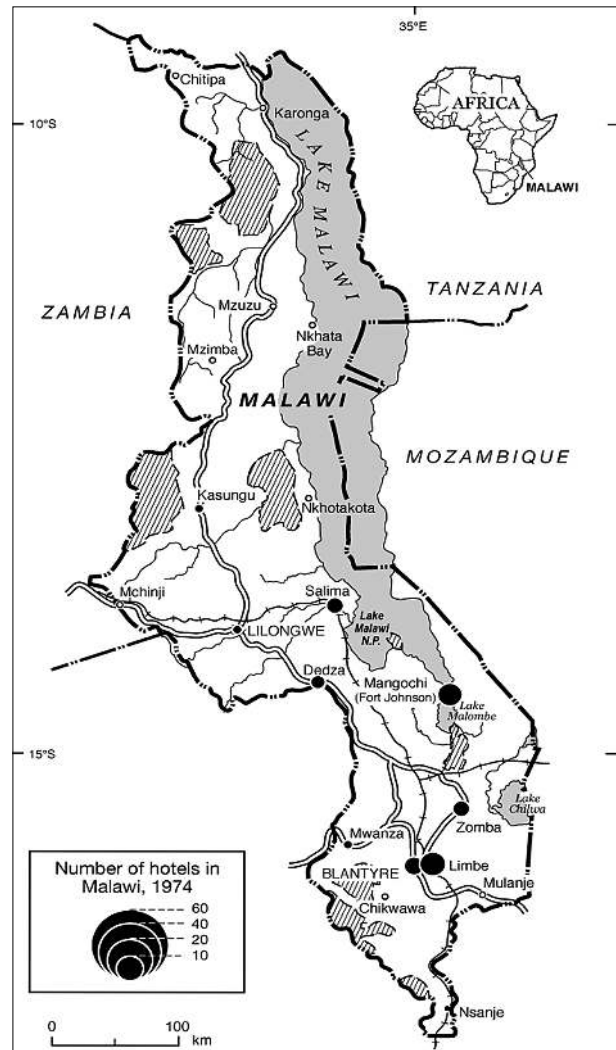 35°E
Chitipa
AFRICA
10°S
Karonga
MALAWI
LAKE MALAWI
TANZANIA
ZAMBIA
Mzuzu
Nkhata
Bay
Mzimba
MALAWI
MOZAMBIQUE
Kasungu
Nkhotakota
Mchinji
Salima
LILONGWE
Lake
Malawi
N.P.
Dedza
Mangochi
(Fort Johnson)
Lake
Malombe
15°S
Lake
Chilwa
Zomba
Mwanza
BLANTYRE
Limbe
Mulanje
Chikwawa
Number of hotels in
Malawi, 1974
60
40
20
10
Nsanje
0 100
km